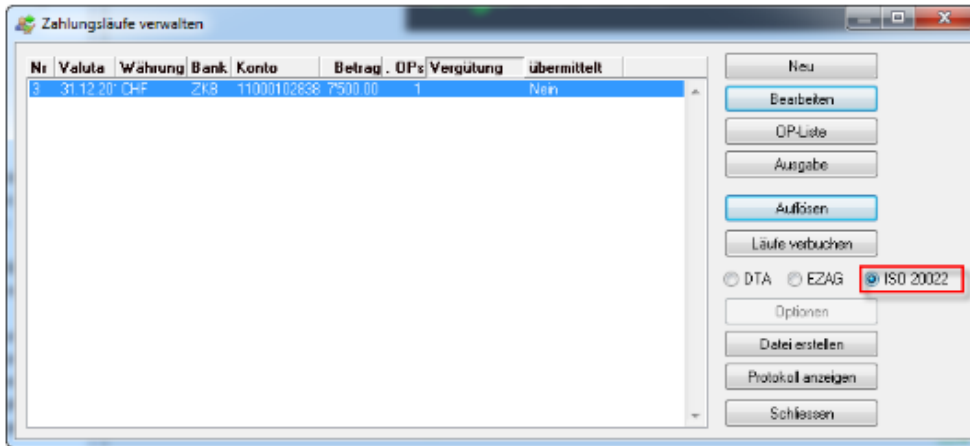 Zahlungsläufe verwalten
Nr Valuta Währung Bank Konto Betrag . OPs Vergütung übermittelt
3 31.12.20 CHF ZKB 11000102838 7'500.00 1 Nein
Neu
Bearbeiten
OP-Liste
Ausgabe
Auflösen
Läufe verbuchen
DTA EZAG ISO 20022
Optionen
Datei erstellen
Protokoll anzeigen
Schliessen